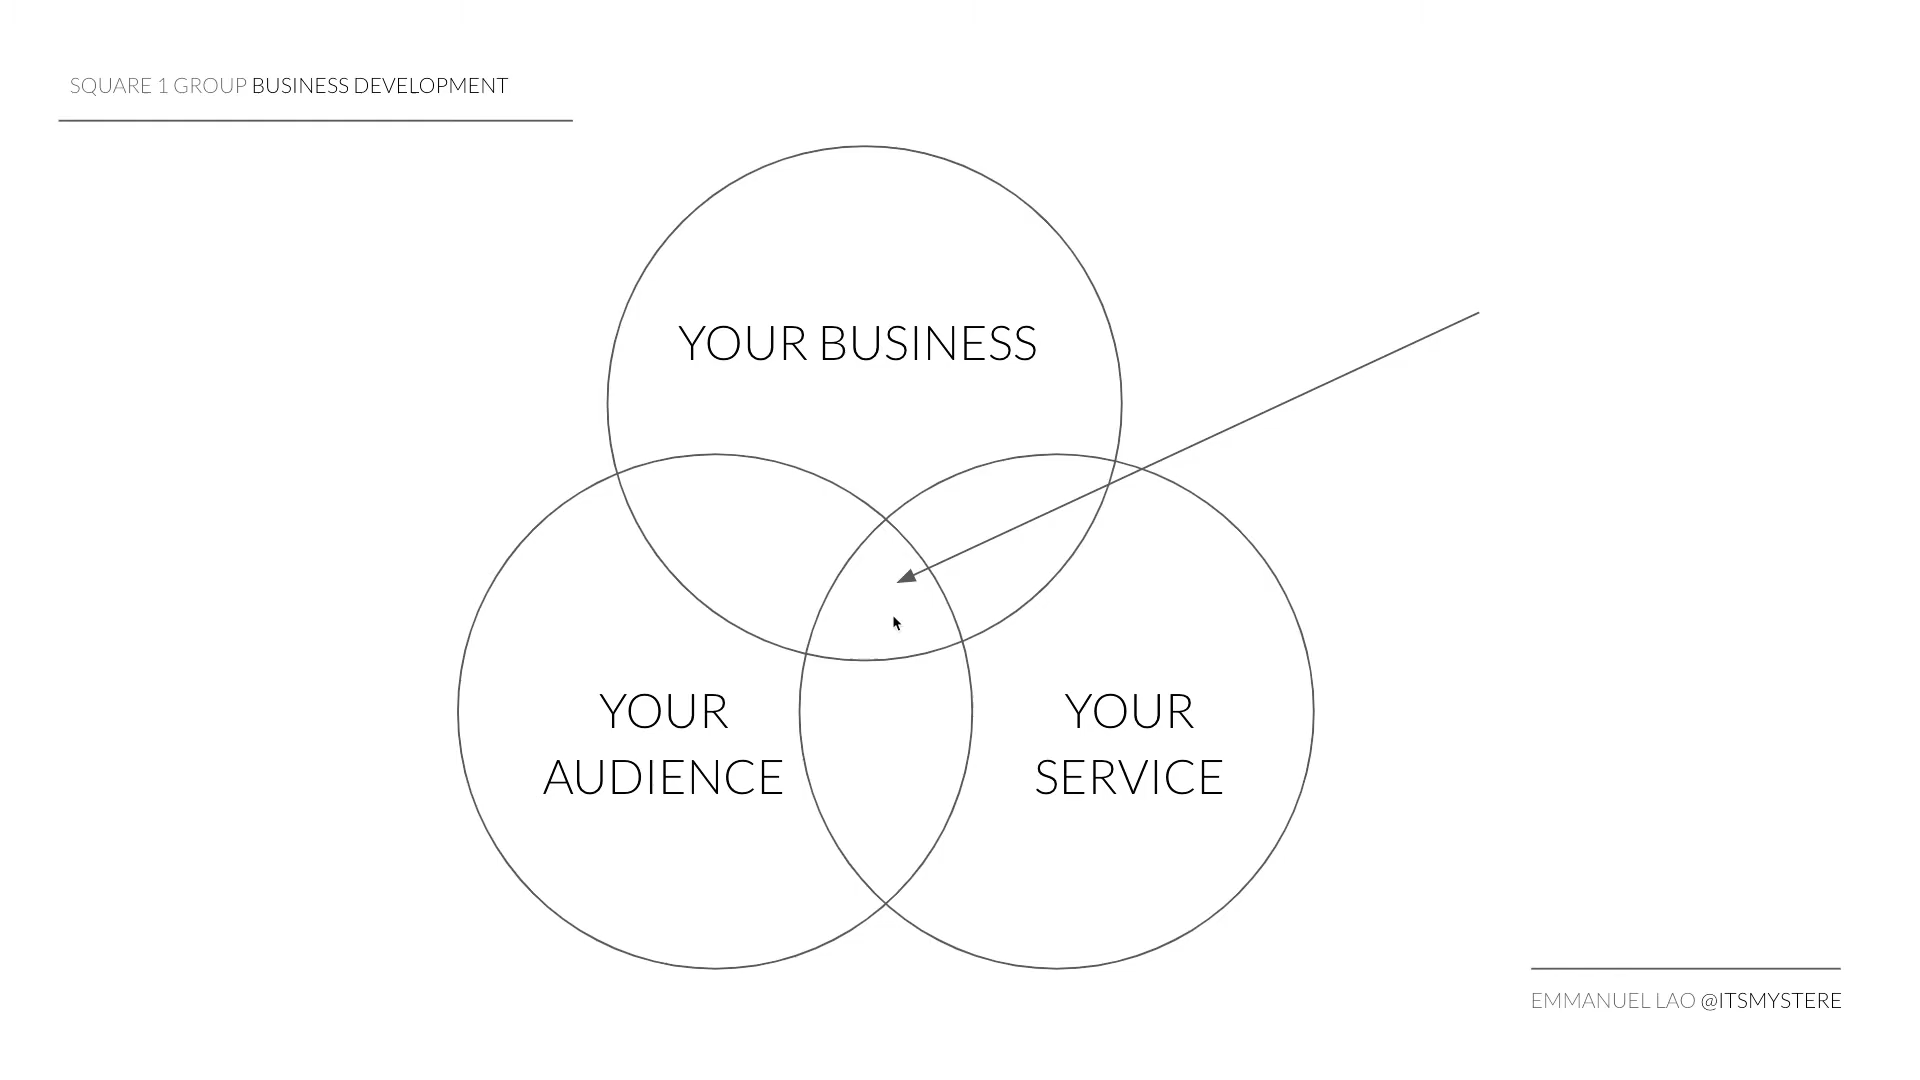 SQUARE 1 GROUP BUSINESS DEVELOPMENT
YOUR BUSINESS
YOUR
AUDIENCE
YOUR
SERVICE
EMMANUEL LAO @ITSMYSTERE